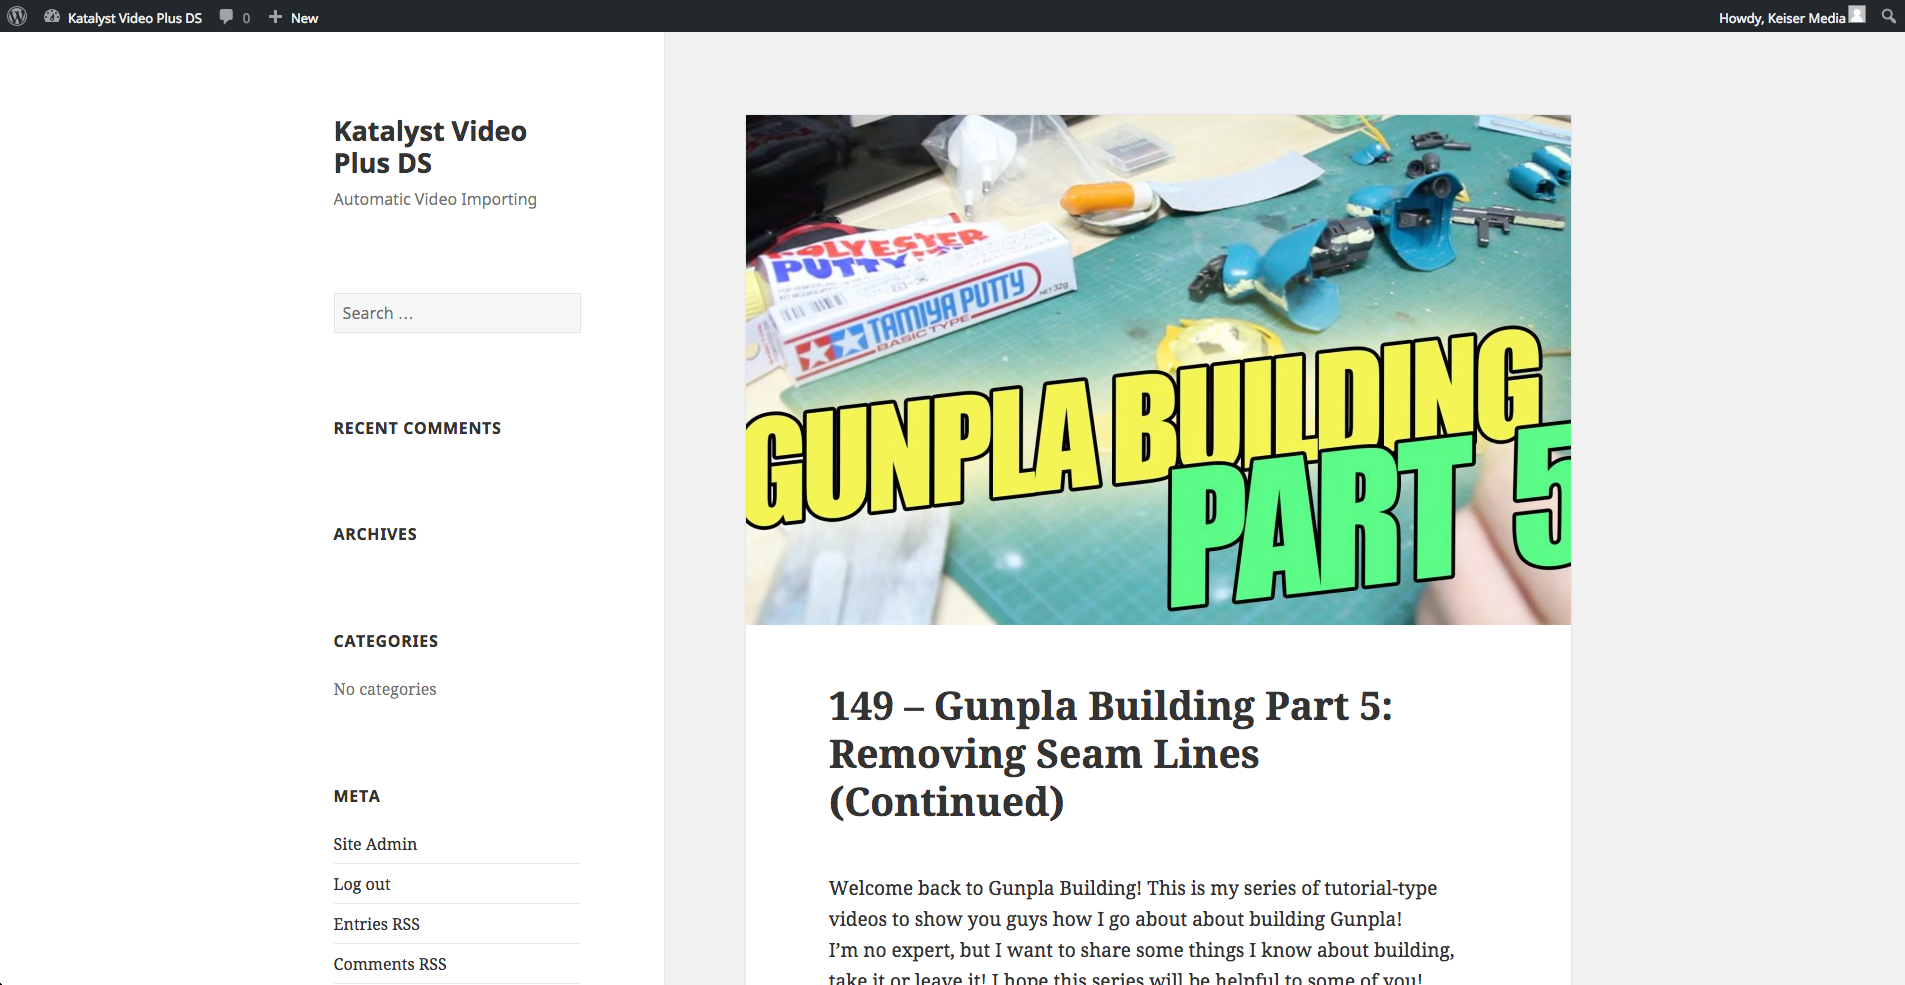 Katalyst Video Plus DS
0
New
Howdy, Keiser Media
Katalyst Video
Plus DS
Automatic Video Importing
Search …
RECENT COMMENTS
ARCHIVES
CATEGORIES
No categories
META
Site Admin
Log out
Entries RSS
Comments RSS
POLYESTER
PUTTY
TAMIYA PUTTY
BASIC TYPE
NET 32g
GUNPLA BUILDING
PART 5
149 – Gunpla Building Part 5:
Removing Seam Lines
(Continued)
Welcome back to Gunpla Building! This is my series of tutorial-type
videos to show you guys how I go about about building Gunpla!
I’m no expert, but I want to share some things I know about building,
take it or leave it! I hope this series will be helpful to some of you!